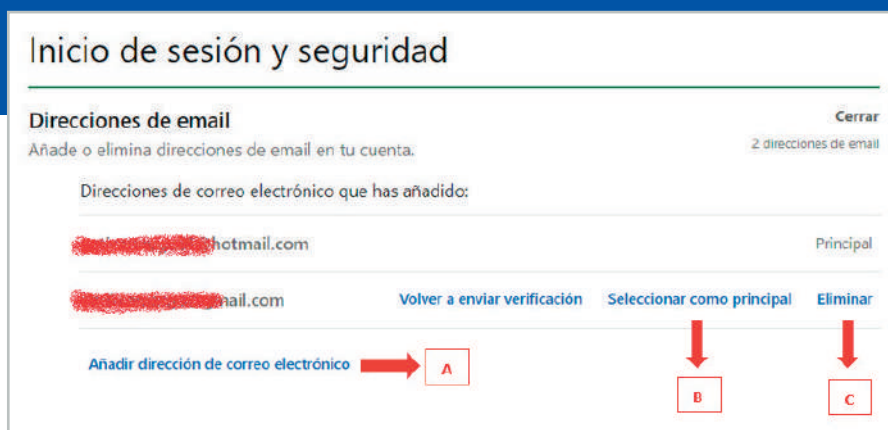 Inicio de sesión y seguridad
Direcciones de email
Cerrar
Añade o elimina direcciones de email en tu cuenta.
2 direcciones de email
Direcciones de correo electrónico que has añadido:
hotmail.com Principal
mail.com Volver a enviar verificación Seleccionar como principal Eliminar
Añadir dirección de correo electrónico A
B C